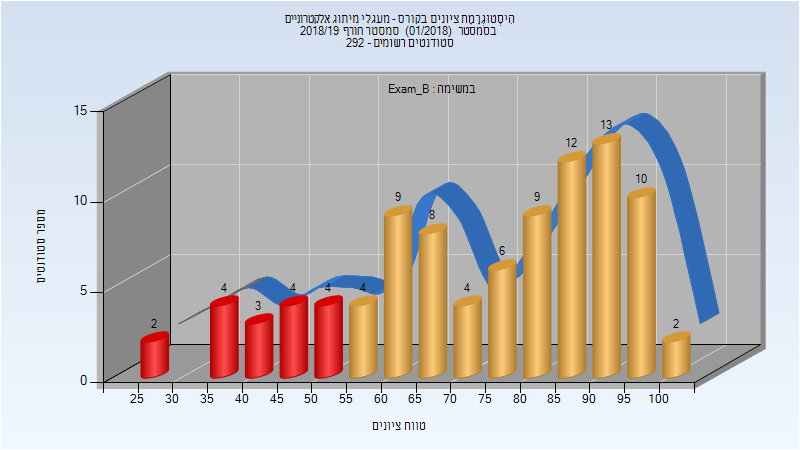 היסטוגרמת ציונים בקורס - מעגלי מיתוג אלקטרוניים
בסמסטר (01/2018) סמסטר חורף 2018/19
סטודנטים רשומים - 292
במשימה : Exam_B
15
10
5
0
מספר סטודנטים
2
4
3
4
4
4
9
8
4
6
9
12
13
10
2
25 30 35 40 45 50 55 60 65 70 75 80 85 90 95 100
טווח ציונים